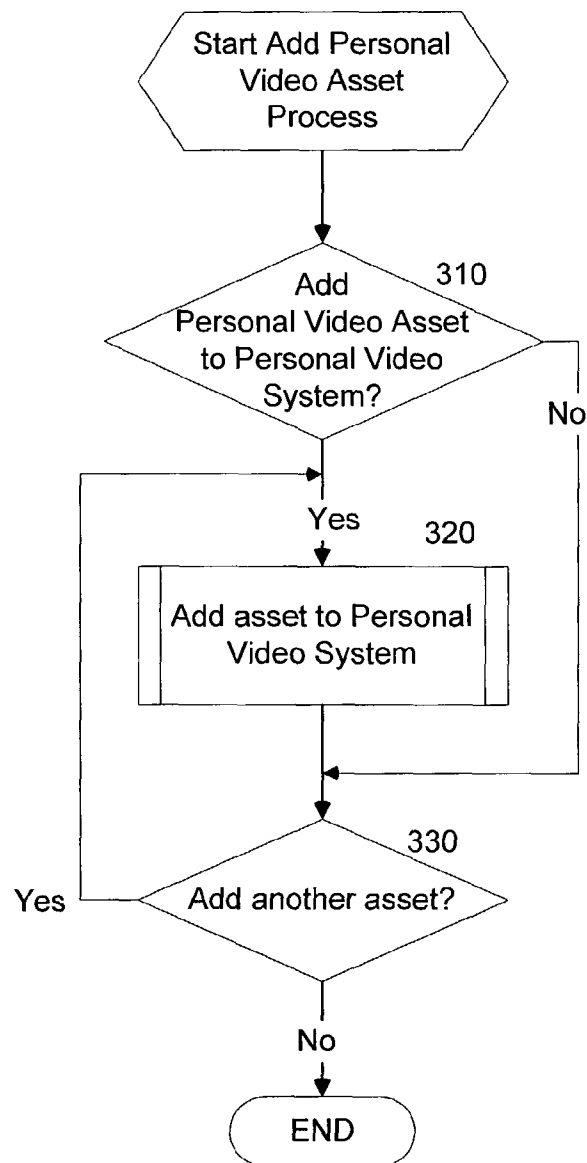 Start Add Personal
Video Asset
Process
310
Add
Personal Video Asset
to Personal Video
System?
No
Yes
320
Add asset to Personal
Video System
330
Add another asset?
Yes
No
END